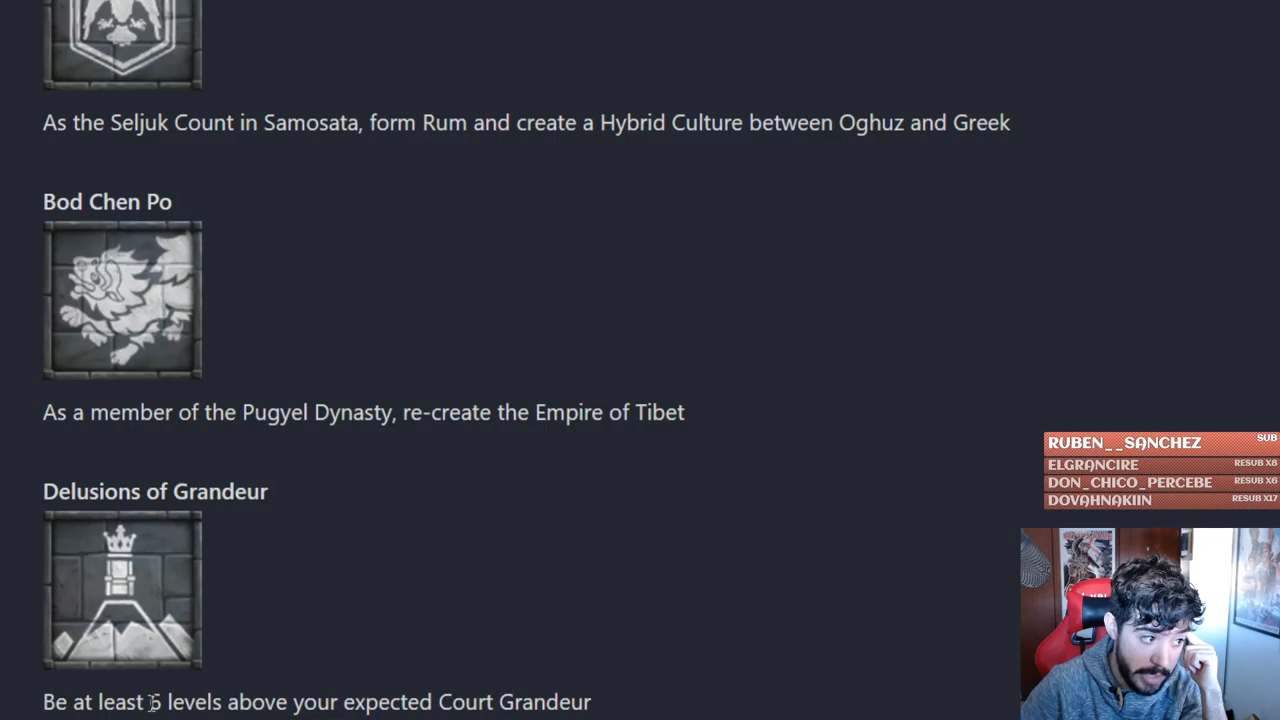 As the Seljuk Count in Samosata, form Rum and create a Hybrid Culture between Oghuz and Greek
Bod Chen Po
As a member of the Pugyel Dynasty, re-create the Empire of Tibet
Delusions of Grandeur
Be at least 5 levels above your expected Court Grandeur
RUBEN__SANCHEZ SUB
ELGRANCIRE RESUB X8
DON_CHICO_PERCEBE RESUB X6
DOVAHNAKIIN RESUB X17